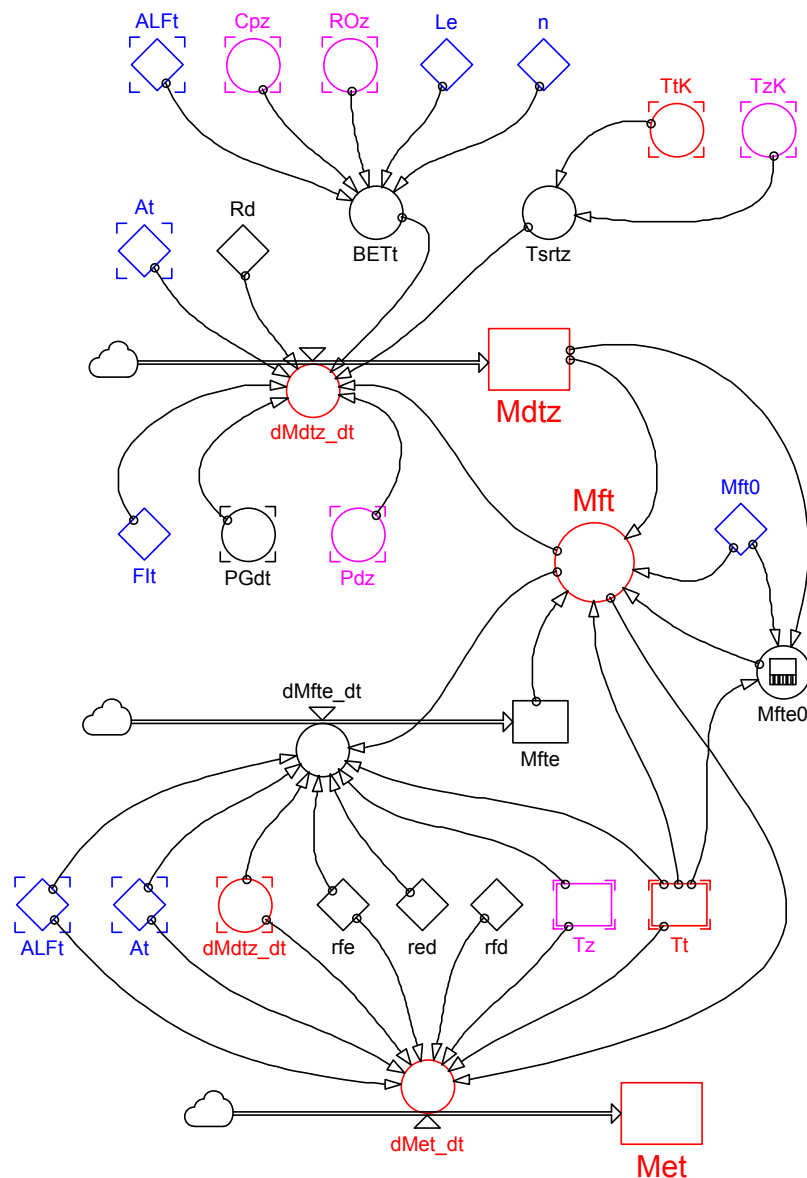 ALFt
Cpz
ROz
Le
n
TtK
TzK
At
Rd
BETt
Tsrtz
Mdtz
dMdtz_dt
Mft
Mft0
FIt
PGdt
Pdz
dMfte_dt
Mfte
Mfte0
ALFt
At
dMdtz_dt
rfe
red
rfd
Tz
Tt
dMet_dt
Met